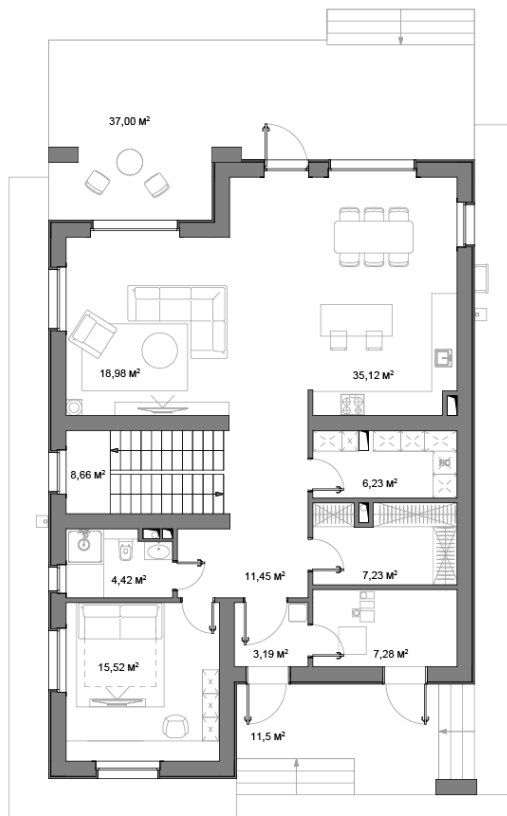 37,00 м²
18,98 м²
35,12 м²
8,66 м²
6,23 м²
4,42 м²
11,45 м²
7,23 м²
15,52 м²
3,19 м²
7,28 м²
11,5 м²